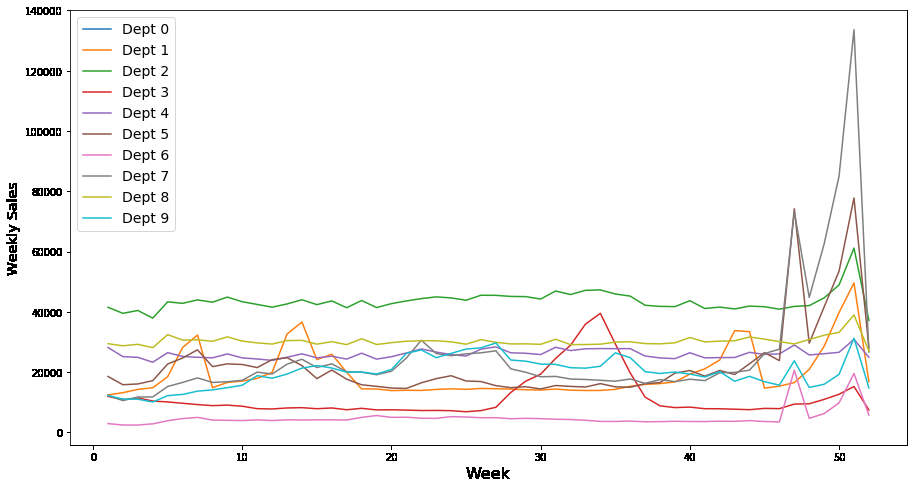 140000
120000
100000
80000
60000
40000
20000
0
Weekly Sales
Dept 0
Dept 1
Dept 2
Dept 3
Dept 4
Dept 5
Dept 6
Dept 7
Dept 8
Dept 9
0 10 20 30 40 50
Week